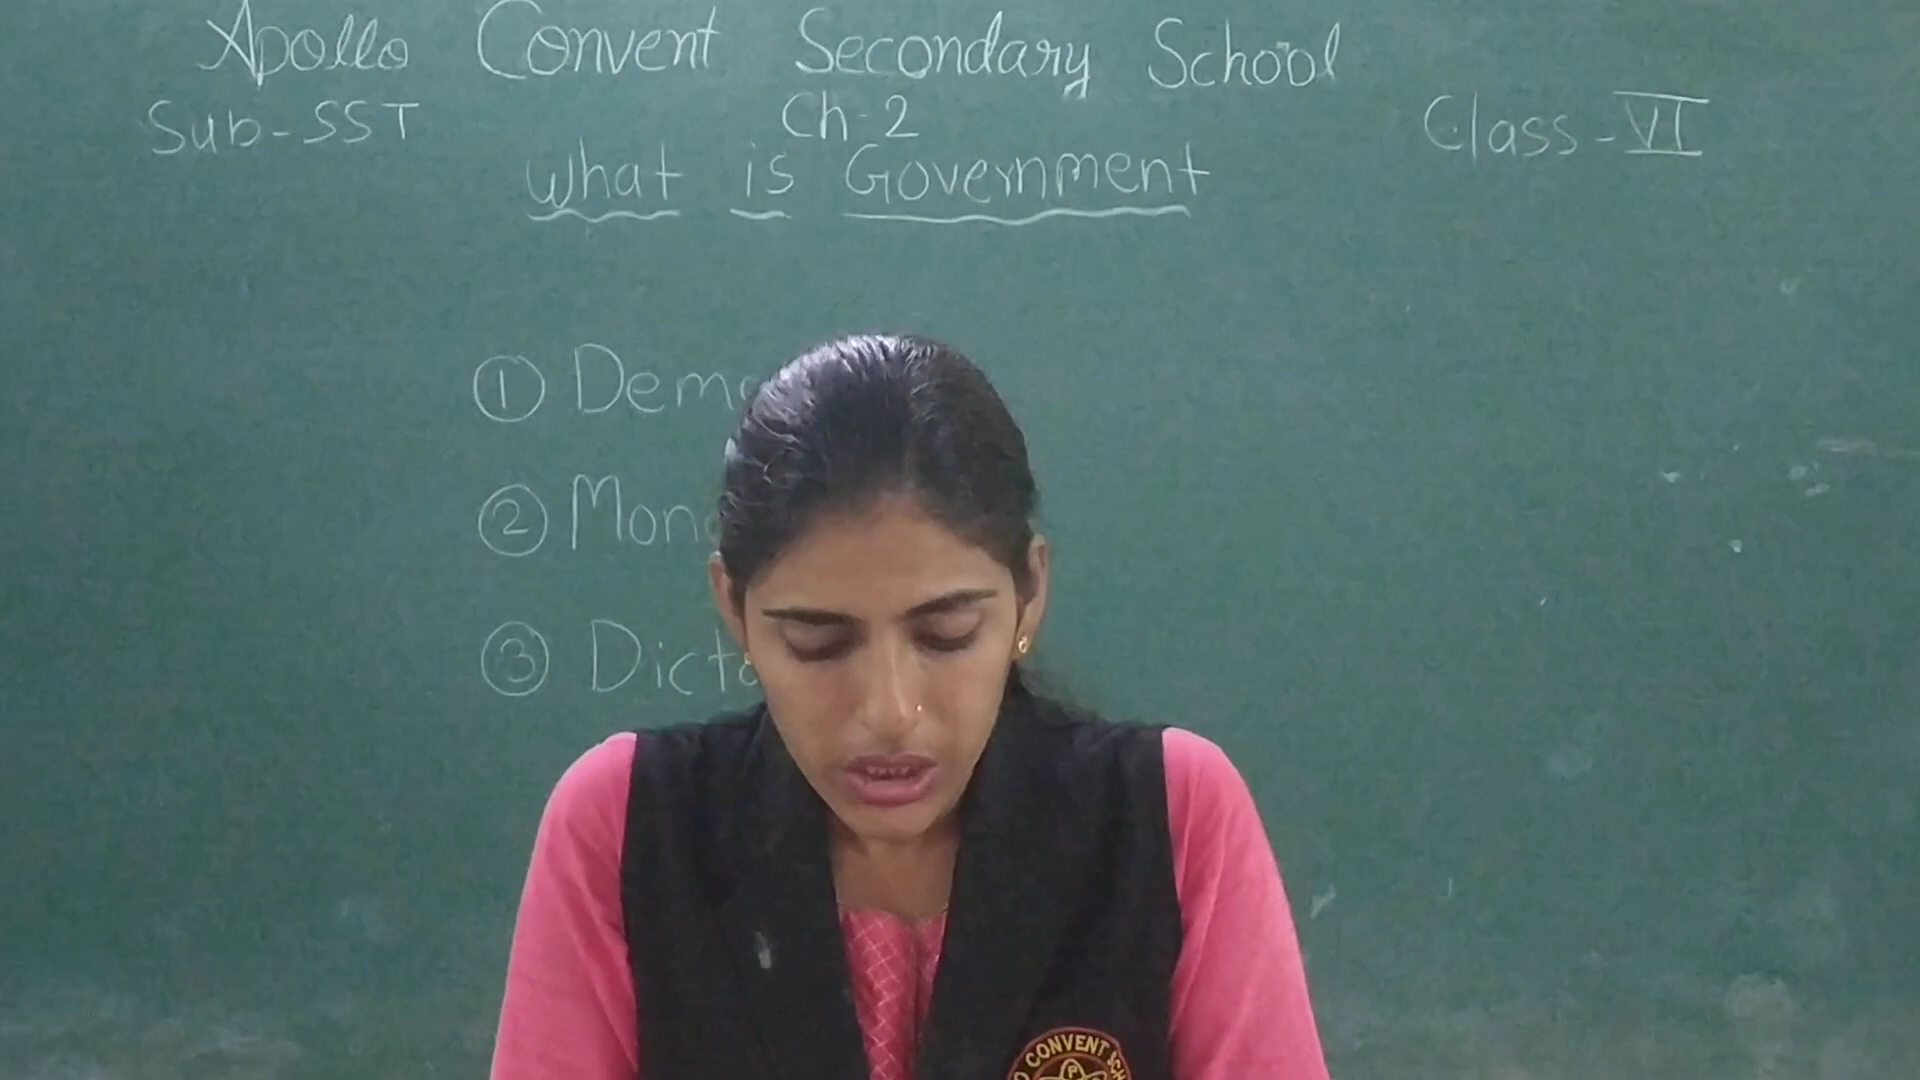 Apollo Convent Secondary School
Sub-SST Ch-2 Class-VI
What is Government
① Dem
② Mon
③ Dict
CONVENT